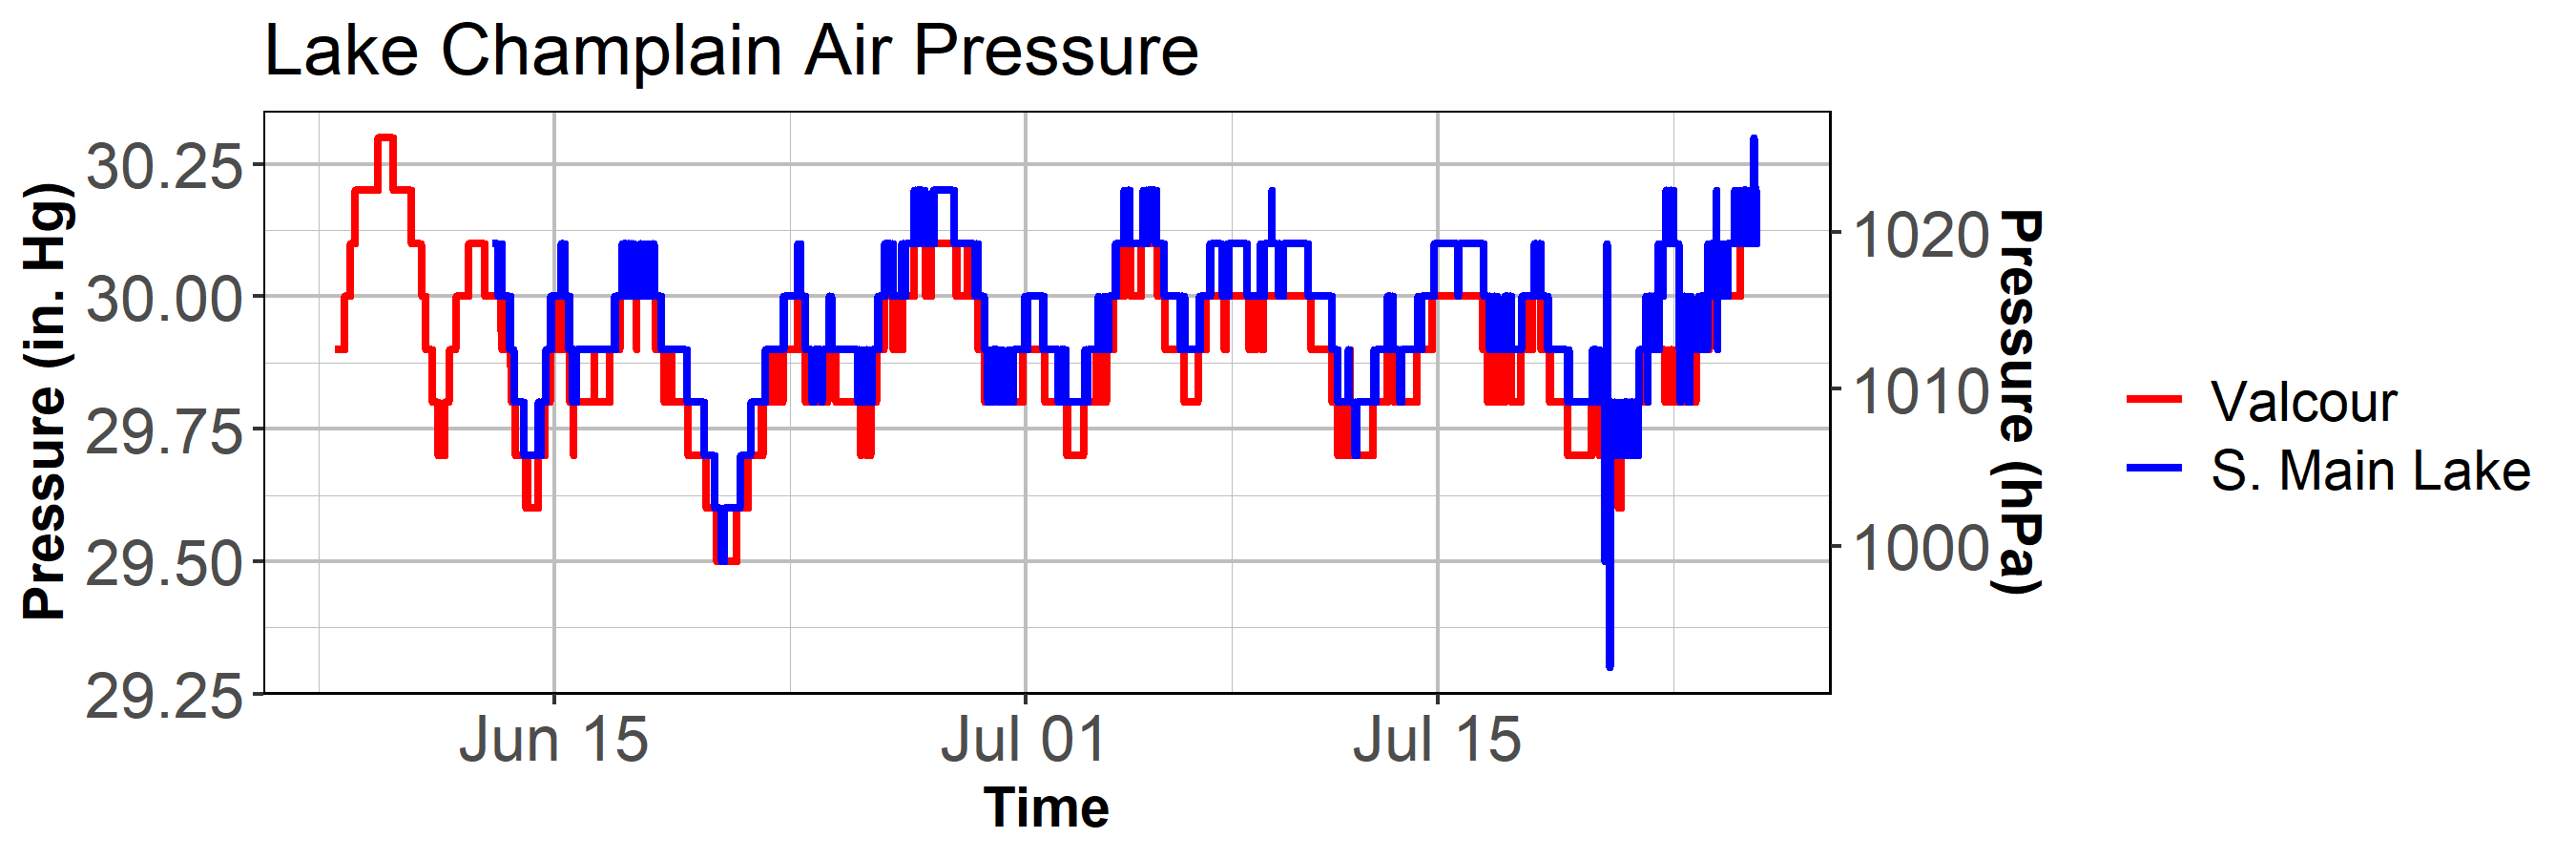 Lake Champlain Air Pressure
Pressure (in. Hg)
30.25
30.00
29.75
29.50
29.25
Jun 15
Jul 01
Jul 15
Time
1020
1010
1000
Pressure (hPa)
Valcour
S. Main Lake